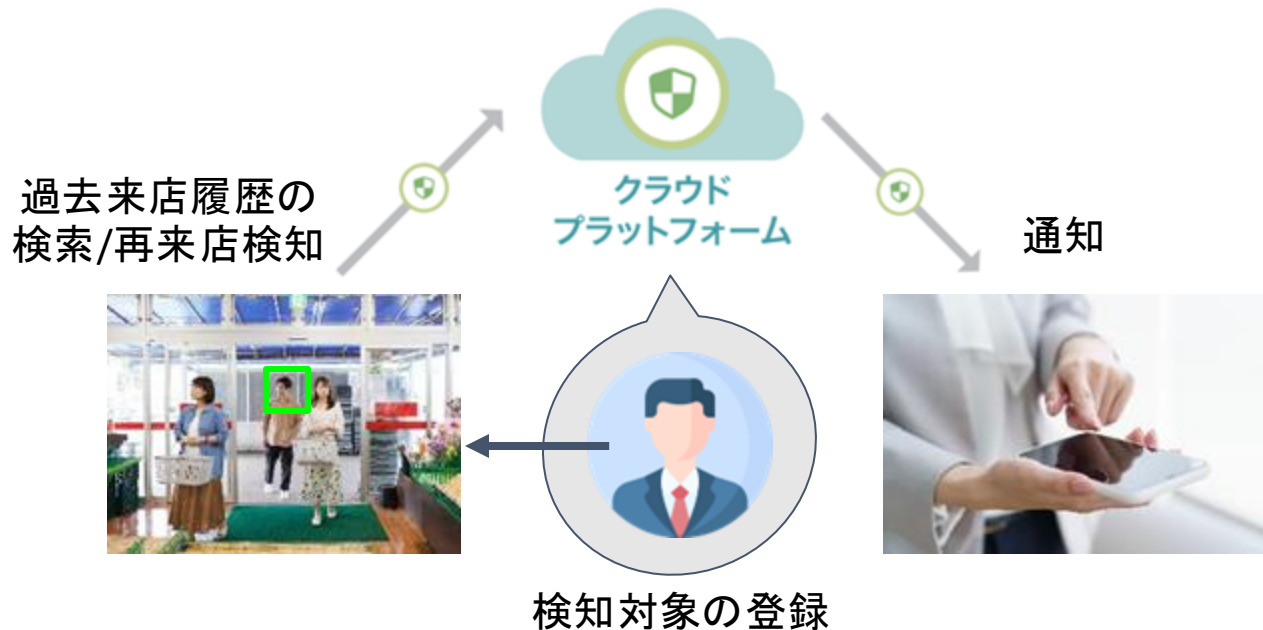 クラウド
プラットフォーム
過去来店履歴の
検索/再来店検知
通知
検知対象の登録